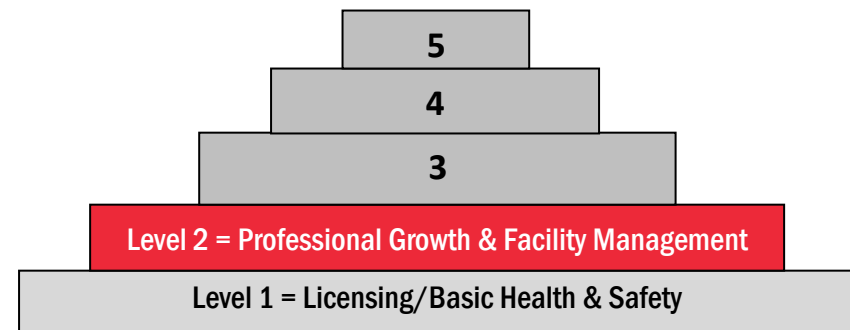 5
4
3
Level 2 = Professional Growth & Facility Management
Level 1 = Licensing/Basic Health & Safety